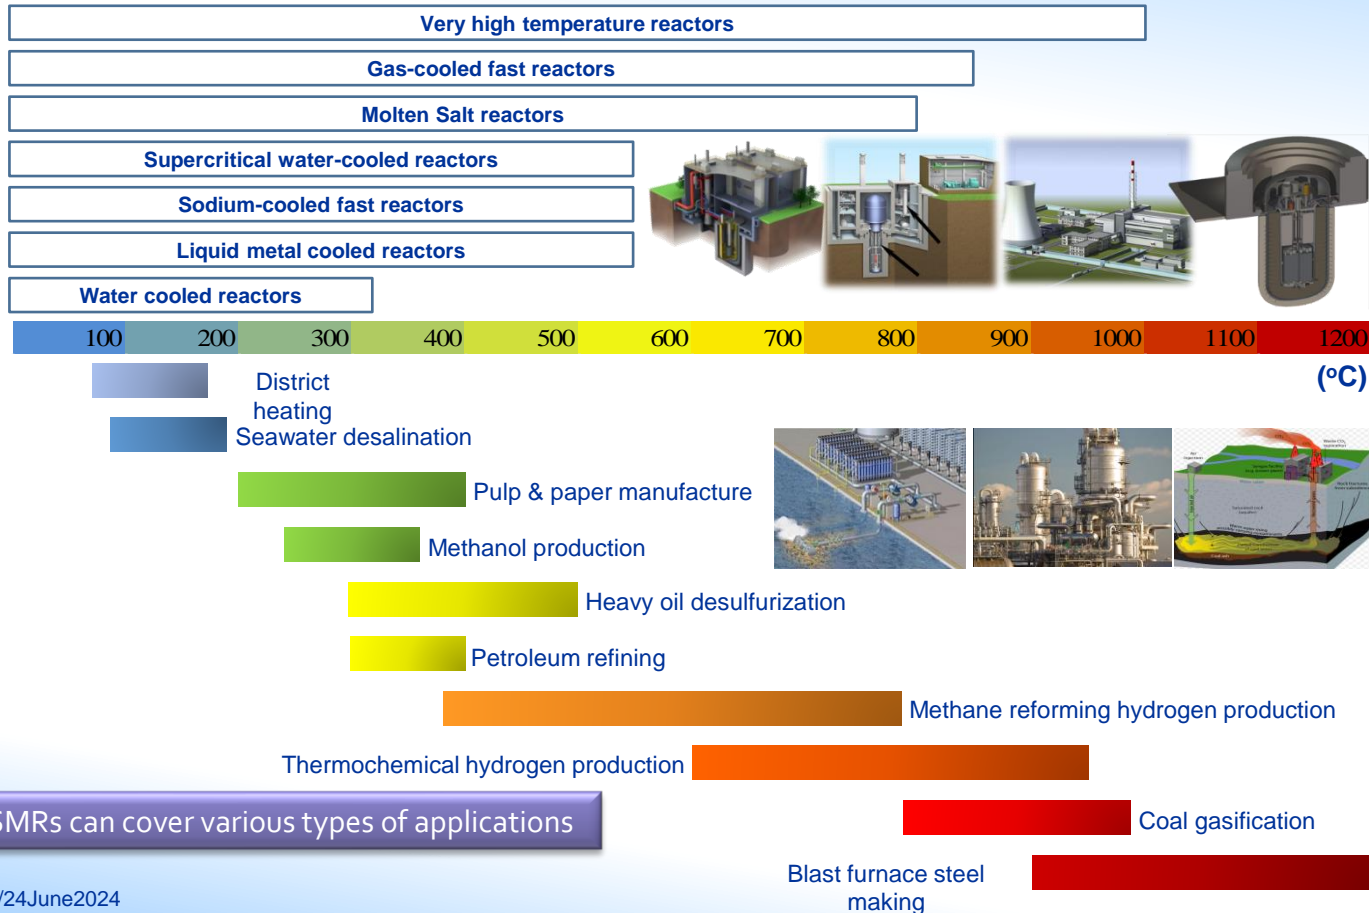 Very high temperature reactors
Gas-cooled fast reactors
Molten Salt reactors
Supercritical water-cooled reactors
Sodium-cooled fast reactors
Liquid metal cooled reactors
Water cooled reactors
100 200 300 400 500 600 700 800 900 1000 1100 1200
(°C)
District
heating
Seawater desalination
Pulp & paper manufacture
Methanol production
Heavy oil desulfurization
Petroleum refining
Methane reforming hydrogen production
Thermochemical hydrogen production
SMRs can cover various types of applications
Coal gasification
Blast furnace steel
making
/24June2024